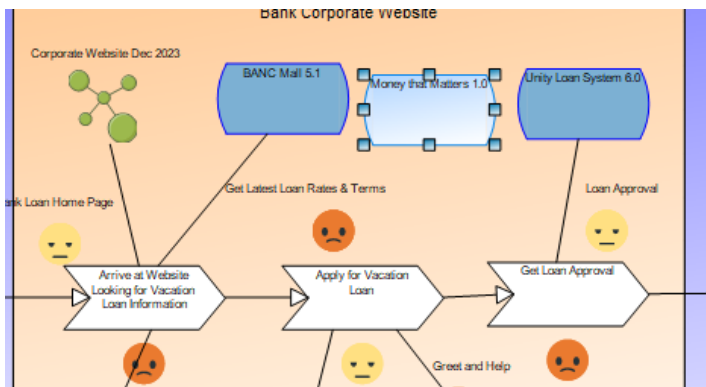 Bank Corporate Website
Corporate Website Dec 2023
BANC Mall 5.1
Money that Matters 1.0
Unity Loan System 6.0
Get Latest Loan Rates & Terms
Loan Approval
Loan Home Page
Arrive at Website
Looking for Vacation
Loan Information
Apply for Vacation
Loan
Get Loan Approval
Greet and Help